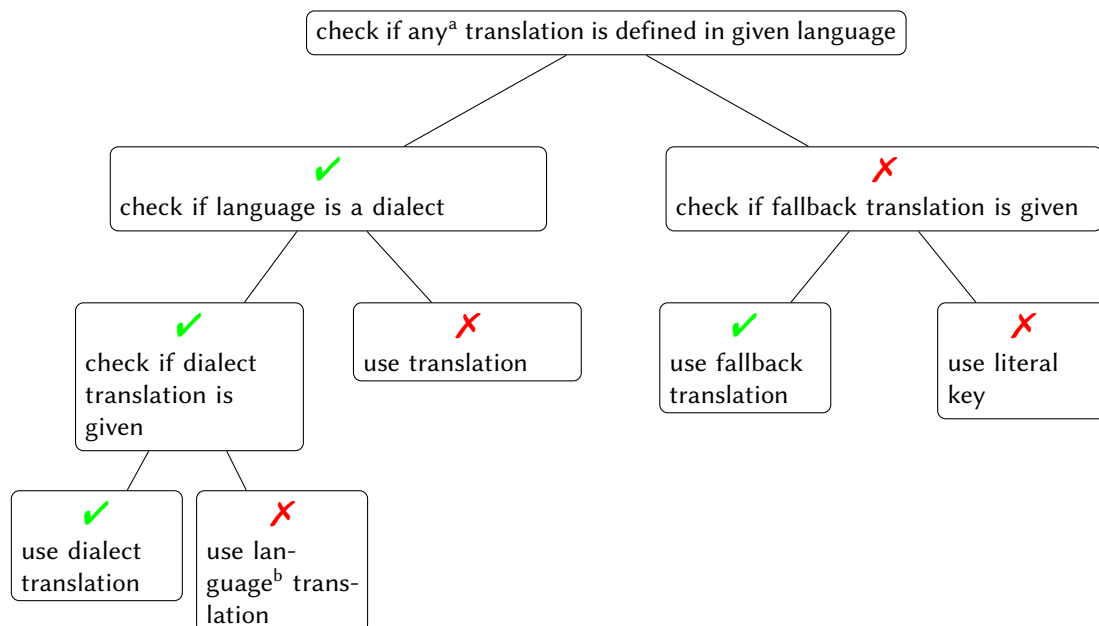 check if anyᵃ translation is defined in given language
✓
check if language is a dialect
✗
check if fallback translation is given
✓
check if dialect
translation is
given
✗
use translation
✓
use fallback
translation
✗
use literal
key
✓
use dialect
translation
✗
use lan-
guageᵇ trans-
lation